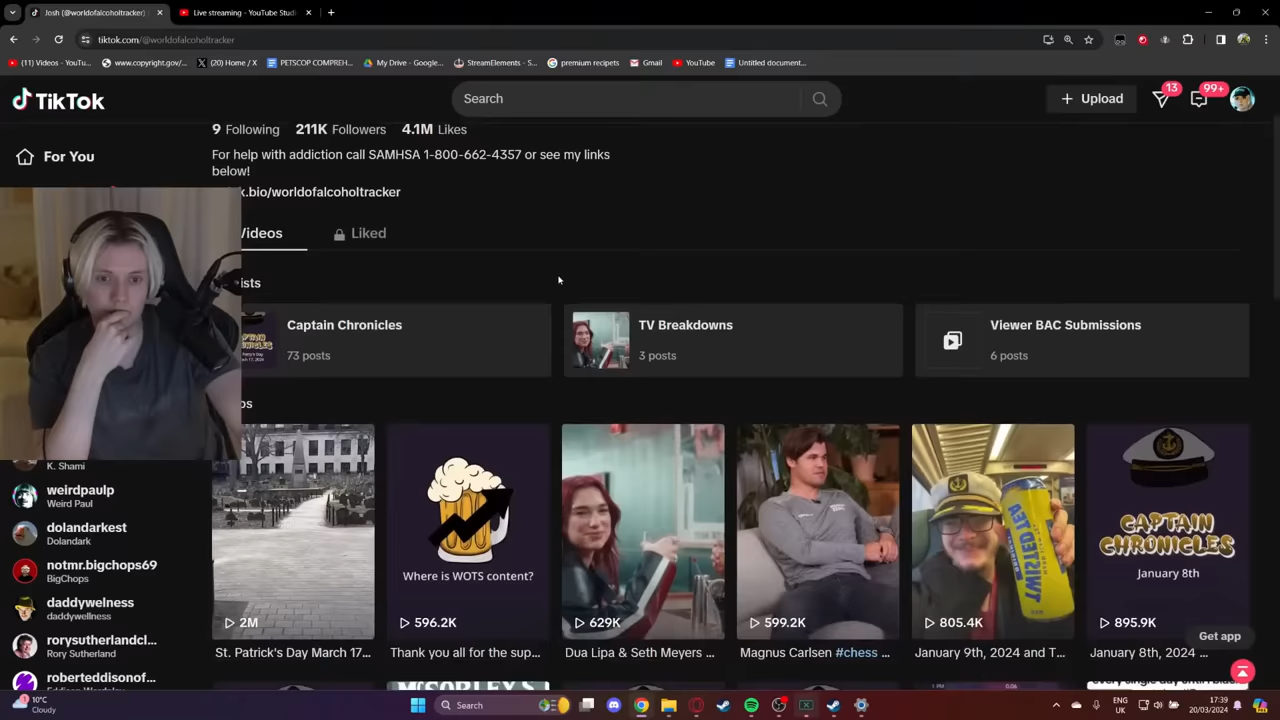 Josh (@worldofalcoholtracker)
Live streaming - YouTube Studi
tiktok.com/@worldofalcoholtracker
(11) Videos - YouTu...
www.copyright.gov/...
(20) Home / X
PETSCOP COMPREH...
My Drive - Google...
StreamElements - S...
premium recipets
Gmail
YouTube
Untitled document...
TikTok
Search
Upload
13
99+
9 Following 211K Followers 4.1M Likes
For You
For help with addiction call SAMHSA 1-800-662-4357 or see my links
below!
k.bio/worldofalcoholtracker
Videos
Liked
ists
Captain Chronicles
73 posts
TV Breakdowns
3 posts
Viewer BAC Submissions
6 posts
os
K. Shami
weirdpaulp
Weird Paul
dolandarkest
Dolandark
notmr.bigchops69
BigChops
daddywelness
daddywellness
rorysutherlandcl...
Rory Sutherland
roberteddisonof...
Where is WOTS content?
TWISTED TEA
CAPTAIN
CHRONICLES
January 8th
2M
596.2K
629K
599.2K
805.4K
895.9K
Get app
St. Patrick's Day March 17...
Thank you all for the sup...
Dua Lipa & Seth Meyers ...
Magnus Carlsen #chess ...
January 9th, 2024 and T...
January 8th, 2024 ...
10°C
Cloudy
Search
ENG
UK
17:39
20/03/2024